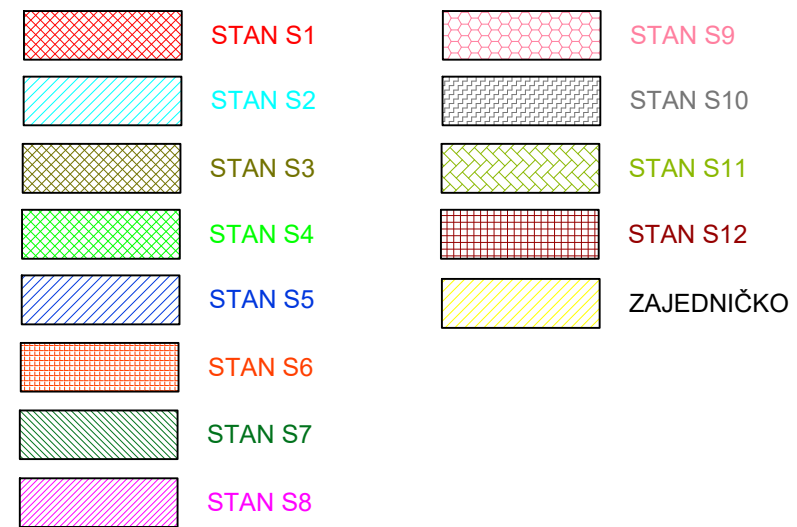 STAN S1
STAN S2
STAN S3
STAN S4
STAN S5
STAN S6
STAN S7
STAN S8
STAN S9
STAN S10
STAN S11
STAN S12
ZAJEDNIČKO